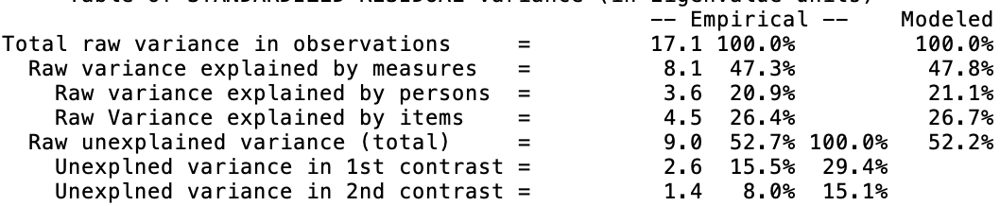 Table of STANDARDIZED RESIDUAL variance (in Eigenvalue units)
-- Empirical -- Modeled
Total raw variance in observations = 17.1 100.0% 100.0%
Raw variance explained by measures = 8.1 47.3% 47.8%
Raw variance explained by persons = 3.6 20.9% 21.1%
Raw Variance explained by items = 4.5 26.4% 26.7%
Raw unexplained variance (total) = 9.0 52.7% 100.0% 52.2%
Unexplned variance in 1st contrast = 2.6 15.5% 29.4%
Unexplned variance in 2nd contrast = 1.4 8.0% 15.1%